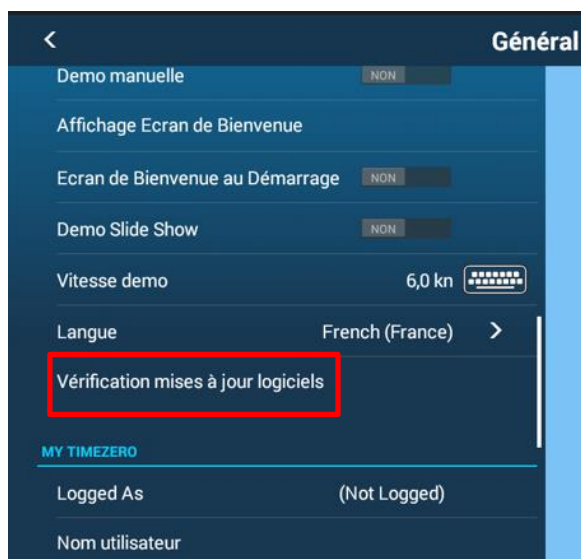 Général
Demo manuelle NON
Affichage Ecran de Bienvenue
Ecran de Bienvenue au Démarrage NON
Demo Slide Show NON
Vitesse demo 6,0 kn
Langue French (France)
Vérification mises à jour logiciels
MY TIMEZERO
Logged As (Not Logged)
Nom utilisateur